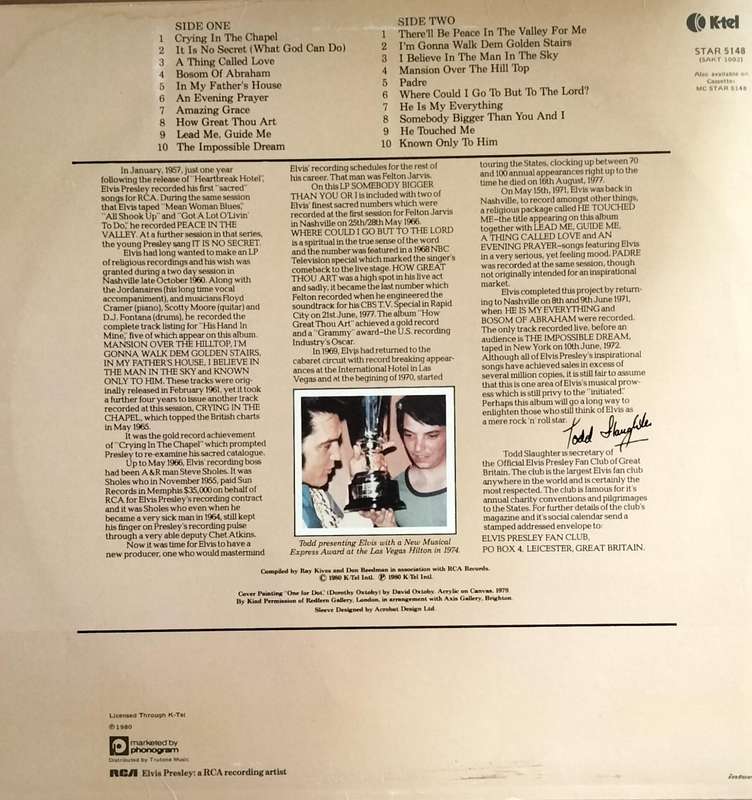 SIDE ONE
1 Crying In The Chapel
2 It Is No Secret (What God Can Do)
3 A Thing Called Love
4 Bosom Of Abraham
5 In My Father's House
6 An Evening Prayer
7 Amazing Grace
8 How Great Thou Art
9 Lead Me, Guide Me
10 The Impossible Dream
SIDE TWO
1 There'll Be Peace In The Valley For Me
2 I'm Gonna Walk Dem Golden Stairs
3 I Believe In The Man In The Sky
4 Mansion Over The Hill Top
5 Padre
6 Where Could I Go To But To The Lord?
7 He Is My Everything
8 Somebody Bigger Than You And I
9 He Touched Me
10 Known Only To Him
K-tel
STAR 5148
(SAKT 1002)
Also available on
Cassette:
MC STAR 5148
In January, 1957, just one year
following the release of "Heartbreak Hotel",
Elvis Presley recorded his first "sacred"
songs for RCA. During the same session
that Elvis taped "Mean Woman Blues,"
"All Shook Up" and "Got A Lot O'Livin'
To Do," he recorded PEACE IN THE
VALLEY. At a further session in that series,
the young Presley sang IT IS NO SECRET.
Elvis had long wanted to make an LP
of religious recordings and his wish was
granted during a two day session in
Nashville late October 1960. Along with
the Jordanaires (his long time vocal
accompaniment), and musicians Floyd
Cramer (piano), Scotty Moore (guitar) and
D.J. Fontana (drums), he recorded the
complete track listing for "His Hand In
Mine," five of which appear on this album.
MANSION OVER THE HILLTOP, I'M
GONNA WALK DEM GOLDEN STAIRS,
IN MY FATHER'S HOUSE, I BELIEVE IN
THE MAN IN THE SKY and KNOWN
ONLY TO HIM. These tracks were orig-
inally released in February 1961, yet it took
a further four years to issue another track
recorded at this session, CRYING IN THE
CHAPEL, which topped the British charts
in May 1965.
It was the gold record achievement
of "Crying In The Chapel" which prompted
Presley to re-examine his sacred catalogue.
Up to May 1966, Elvis' recording boss
had been A&R man Steve Sholes. It was
Sholes who in November 1955, paid Sun
Records in Memphis $35,000 on behalf of
RCA for Elvis Presley's recording contract
and it was Sholes who even when he
became a very sick man in 1964, still kept
his finger on Presley's recording pulse
through a very able deputy Chet Atkins.
Now it was time for Elvis to have a
new producer, one who would mastermind
Elvis' recording schedules for the rest of
his career. That man was Felton Jarvis.
On this LP SOMEBODY BIGGER
THAN YOU OR I is included with two of
Elvis' finest sacred numbers which were
recorded at the first session for Felton Jarvis
in Nashville on 25th/28th May 1966.
WHERE COULD I GO BUT TO THE LORD
is a spiritual in the true sense of the word
and the number was featured in a 1968 NBC
Television special which marked the singer's
comeback to the live stage. HOW GREAT
THOU ART was a high spot in his live act
and sadly, it became the last number which
Felton recorded when he engineered the
soundtrack for his CBS T.V. Special in Rapid
City on 21st June, 1977. The album "How
Great Thou Art" achieved a gold record
and a "Grammy" award–the U.S. recording
Industry's Oscar.
In 1969, Elvis had returned to the
cabaret circuit with record breaking appear-
ances at the International Hotel in Las
Vegas and at the begining of 1970, started
Todd presenting Elvis with a New Musical
Express Award at the Las Vegas Hilton in 1974.
touring the States, clocking up between 70
and 100 annual appearances right up to the
time he died on 16th August, 1977.
On May 15th, 1971, Elvis was back in
Nashville, to record amongst other things,
a religious package called HE TOUCHED
ME–the title appearing on this album
together with LEAD ME, GUIDE ME,
A THING CALLED LOVE and AN
EVENING PRAYER–songs featuring Elvis
in a very serious, yet feeling mood. PADRE
was recorded at the same session, though
not originally intended for an inspirational
market.
Elvis completed this project by return-
ing to Nashville on 8th and 9th June 1971,
when HE IS MY EVERYTHING and
BOSOM OF ABRAHAM were recorded.
The only track recorded live, before an
audience is THE IMPOSSIBLE DREAM,
taped in New York on 10th June, 1972.
Although all of Elvis Presley's inspirational
songs have achieved sales in excess of
several million copies, it is still fair to assume
that this is one area of Elvis's musical prow-
ess which is still privy to the "initiated."
Perhaps this album will go a long way to
enlighten those who still think of Elvis as
a mere rock 'n' roll star.
Todd Slaughter
Todd Slaughter is secretary of
the Official Elvis Presley Fan Club of Great
Britain. The club is the largest Elvis fan club
anywhere in the world and is certainly the
most respected. The club is famous for it's
annual charity conventions and pilgrimages
to the States. For further details of the club's
magazine and it's social calendar send a
stamped addressed envelope to:
ELVIS PRESLEY FAN CLUB,
PO BOX 4, LEICESTER, GREAT BRITAIN.
Compiled by Ray Kives and Don Reedman in association with RCA Records.
© 1980 K-Tel Intl. ℗ 1980 K-Tel Intl.
Cover Painting "One for Dot," (Dorothy Oxtoby) by David Oxtoby. Acrylic on Canvas. 1979.
By Kind Permission of Redfern Gallery, London, in arrangement with Axis Gallery, Brighton.
Sleeve Designed by Acrobat Design Ltd.
Licensed Through K-Tel
℗ 1980
marketed by
phonogram
Distributed by Trutone Music
RCA Elvis Presley: a RCA recording artist